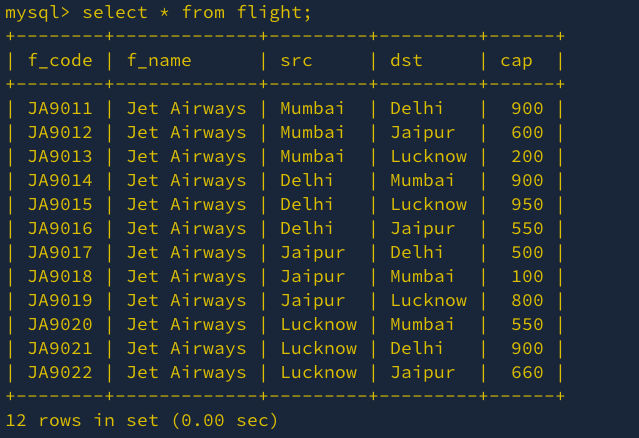 mysql> select * from flight;
+--------+-------------+---------+---------+------+
| f_code | f_name      | src     | dst     | cap  |
+--------+-------------+---------+---------+------+
| JA9011 | Jet Airways | Mumbai  | Delhi   |  900 |
| JA9012 | Jet Airways | Mumbai  | Jaipur  |  600 |
| JA9013 | Jet Airways | Mumbai  | Lucknow |  200 |
| JA9014 | Jet Airways | Delhi   | Mumbai  |  900 |
| JA9015 | Jet Airways | Delhi   | Lucknow |  950 |
| JA9016 | Jet Airways | Delhi   | Jaipur  |  550 |
| JA9017 | Jet Airways | Jaipur  | Delhi   |  500 |
| JA9018 | Jet Airways | Jaipur  | Mumbai  |  100 |
| JA9019 | Jet Airways | Jaipur  | Lucknow |  800 |
| JA9020 | Jet Airways | Lucknow | Mumbai  |  550 |
| JA9021 | Jet Airways | Lucknow | Delhi   |  900 |
| JA9022 | Jet Airways | Lucknow | Jaipur  |  660 |
+--------+-------------+---------+---------+------+
12 rows in set (0.00 sec)